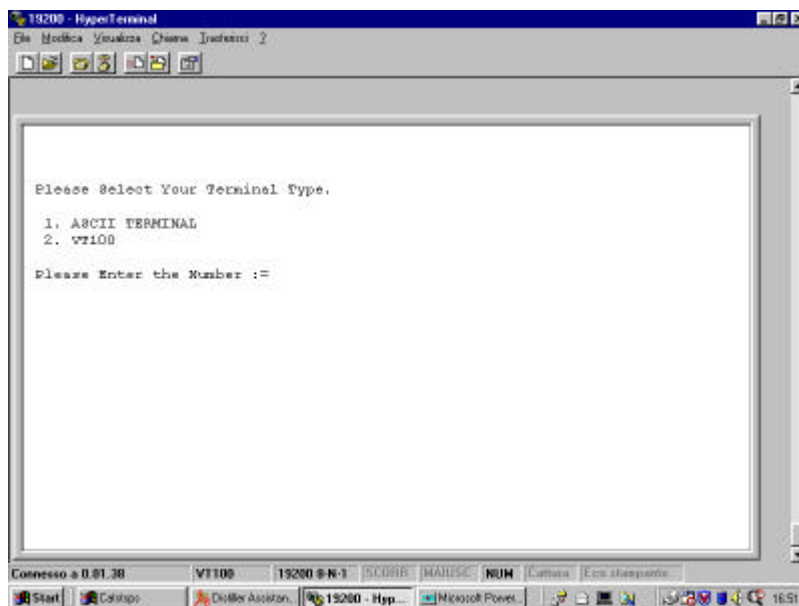 19200 - HyperTerminal
File Modifica Visualizza Chiama Trasferisci ?
Please Select Your Terminal Type.
1. ASCII TERMINAL
2. VT100
Please Enter the Number :=
Connesso a 0.01.38 VT100 19200 8-N-1 SCORR MAIUSC NUM Cattura Eco stampante
Start Distiller Assistan... 19200 - Hyp... Microsoft Power... 16.51